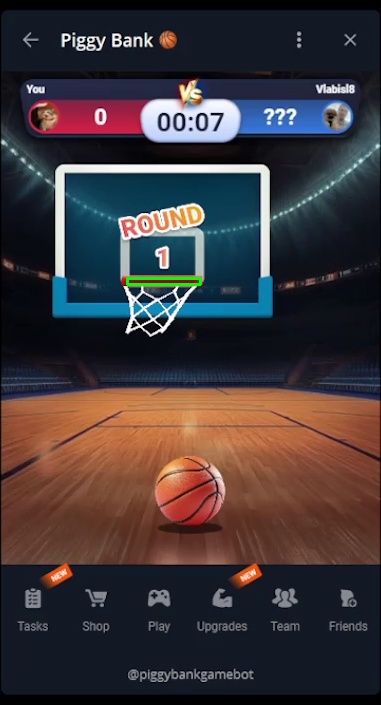 Piggy Bank 🏀
You
VS
Vlabisl8
0
00:07
???
ROUND
1
NEW
NEW
Tasks
Shop
Play
Upgrades
Team
Friends
@piggybankgamebot